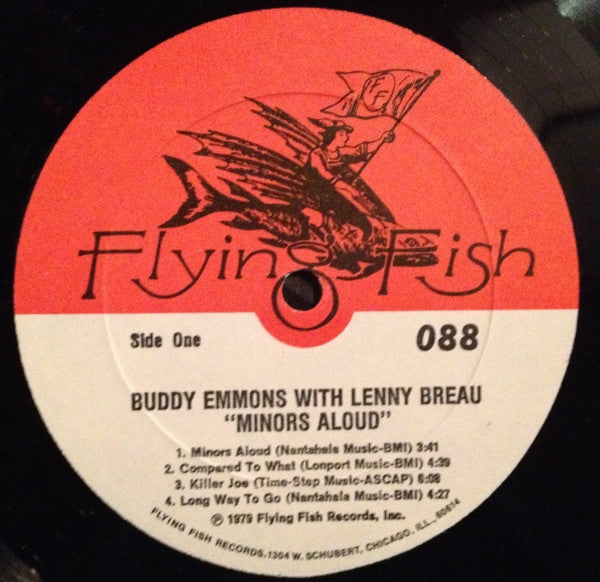 FF
Flying Fish
Side One
088
BUDDY EMMONS WITH LENNY BREAU
"MINORS ALOUD"
1. Minors Aloud (Nantahala Music-BMI) 3:41
2. Compared To What (Lonport Music-BMI) 4:39
3. Killer Joe (Time-Step Music-ASCAP) 6:08
4. Long Way To Go (Nantahala Music-BMI) 4:27
℗ 1979 Flying Fish Records, Inc.
FLYING FISH RECORDS, 1304 W. SCHUBERT, CHICAGO, ILL., 60614